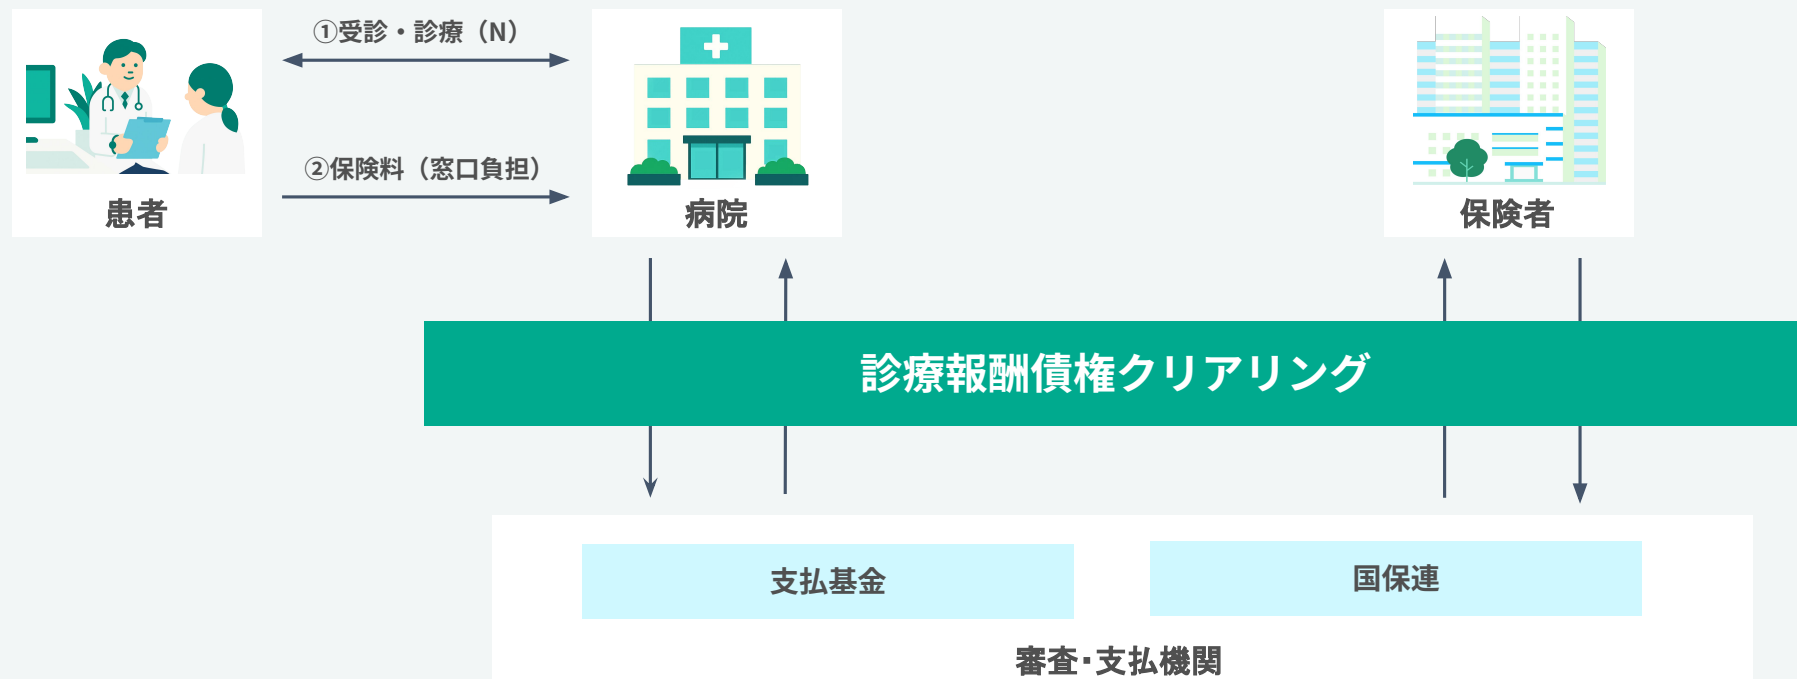 ①受診・診療（N）
②保険料（窓口負担）
患者
病院
保険者
診療報酬債権クリアリング
支払基金
国保連
審査・支払機関